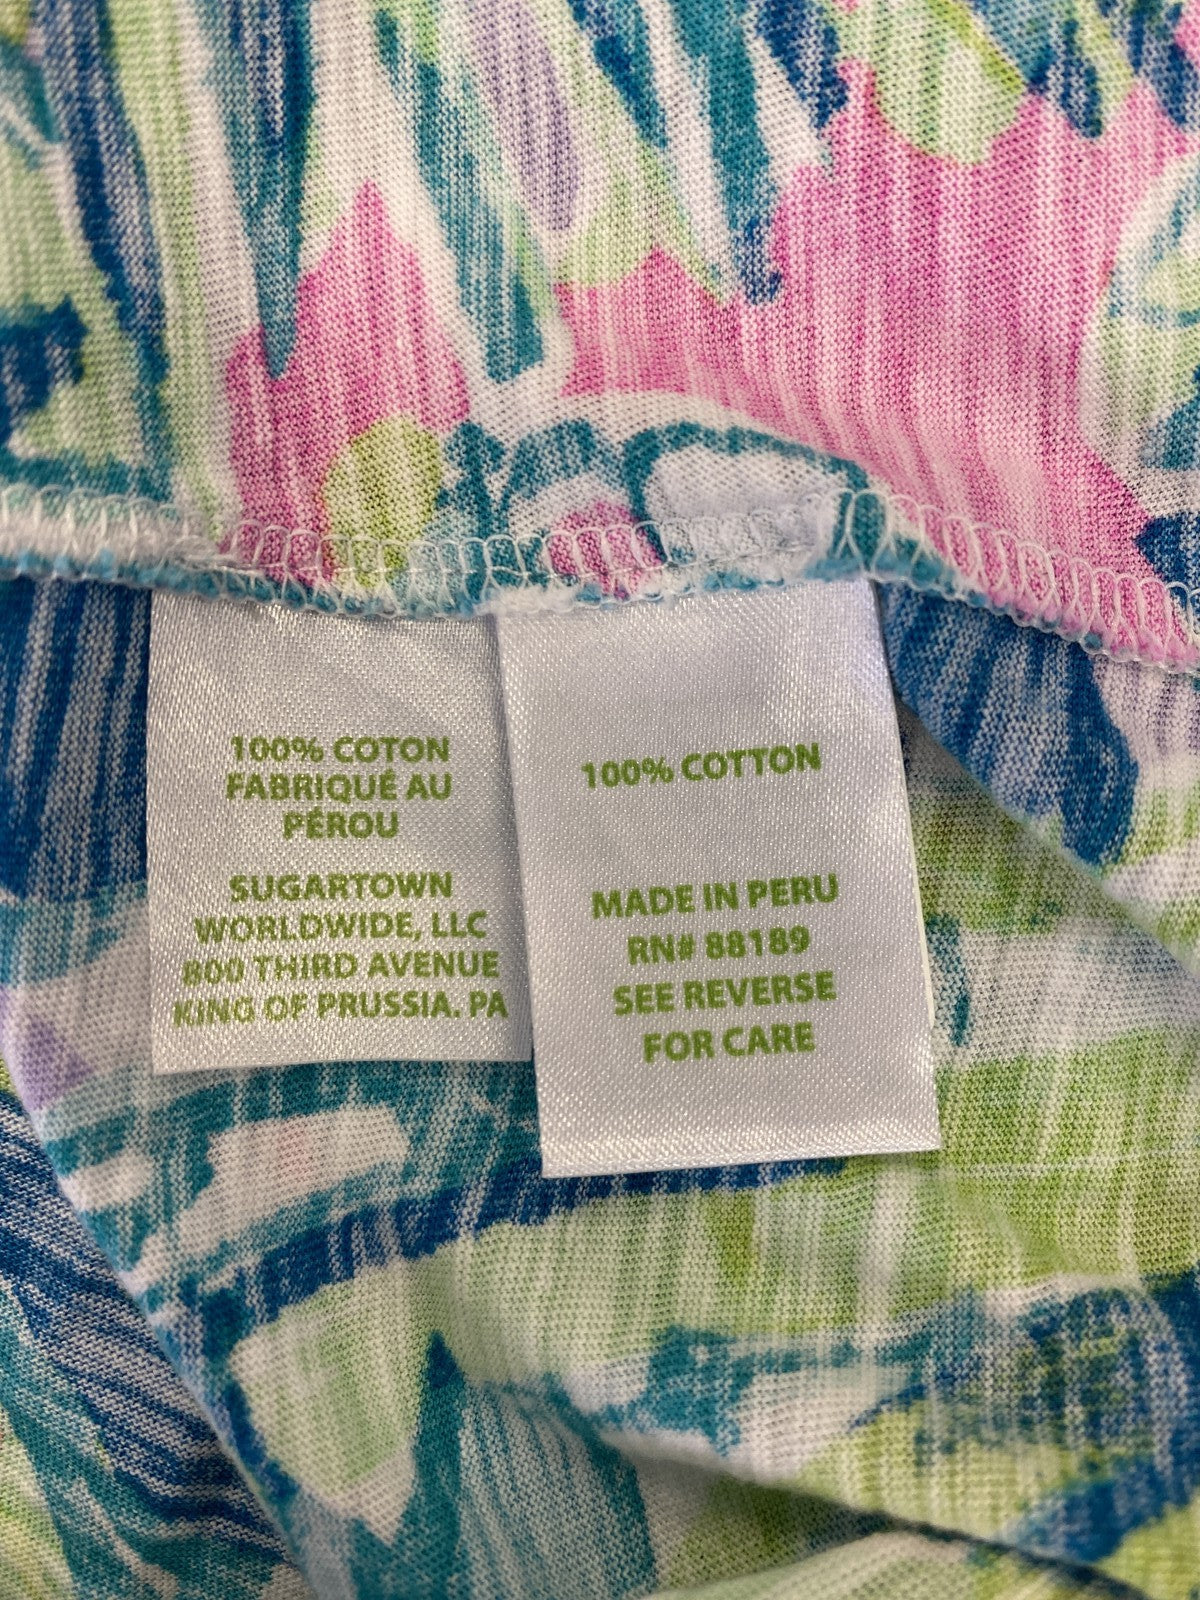 100% COTON
FABRIQUÉ AU
PÉROU
SUGARTOWN
WORLDWIDE, LLC
800 THIRD AVENUE
KING OF PRUSSIA. PA
100% COTTON
MADE IN PERU
RN# 88189
SEE REVERSE
FOR CARE